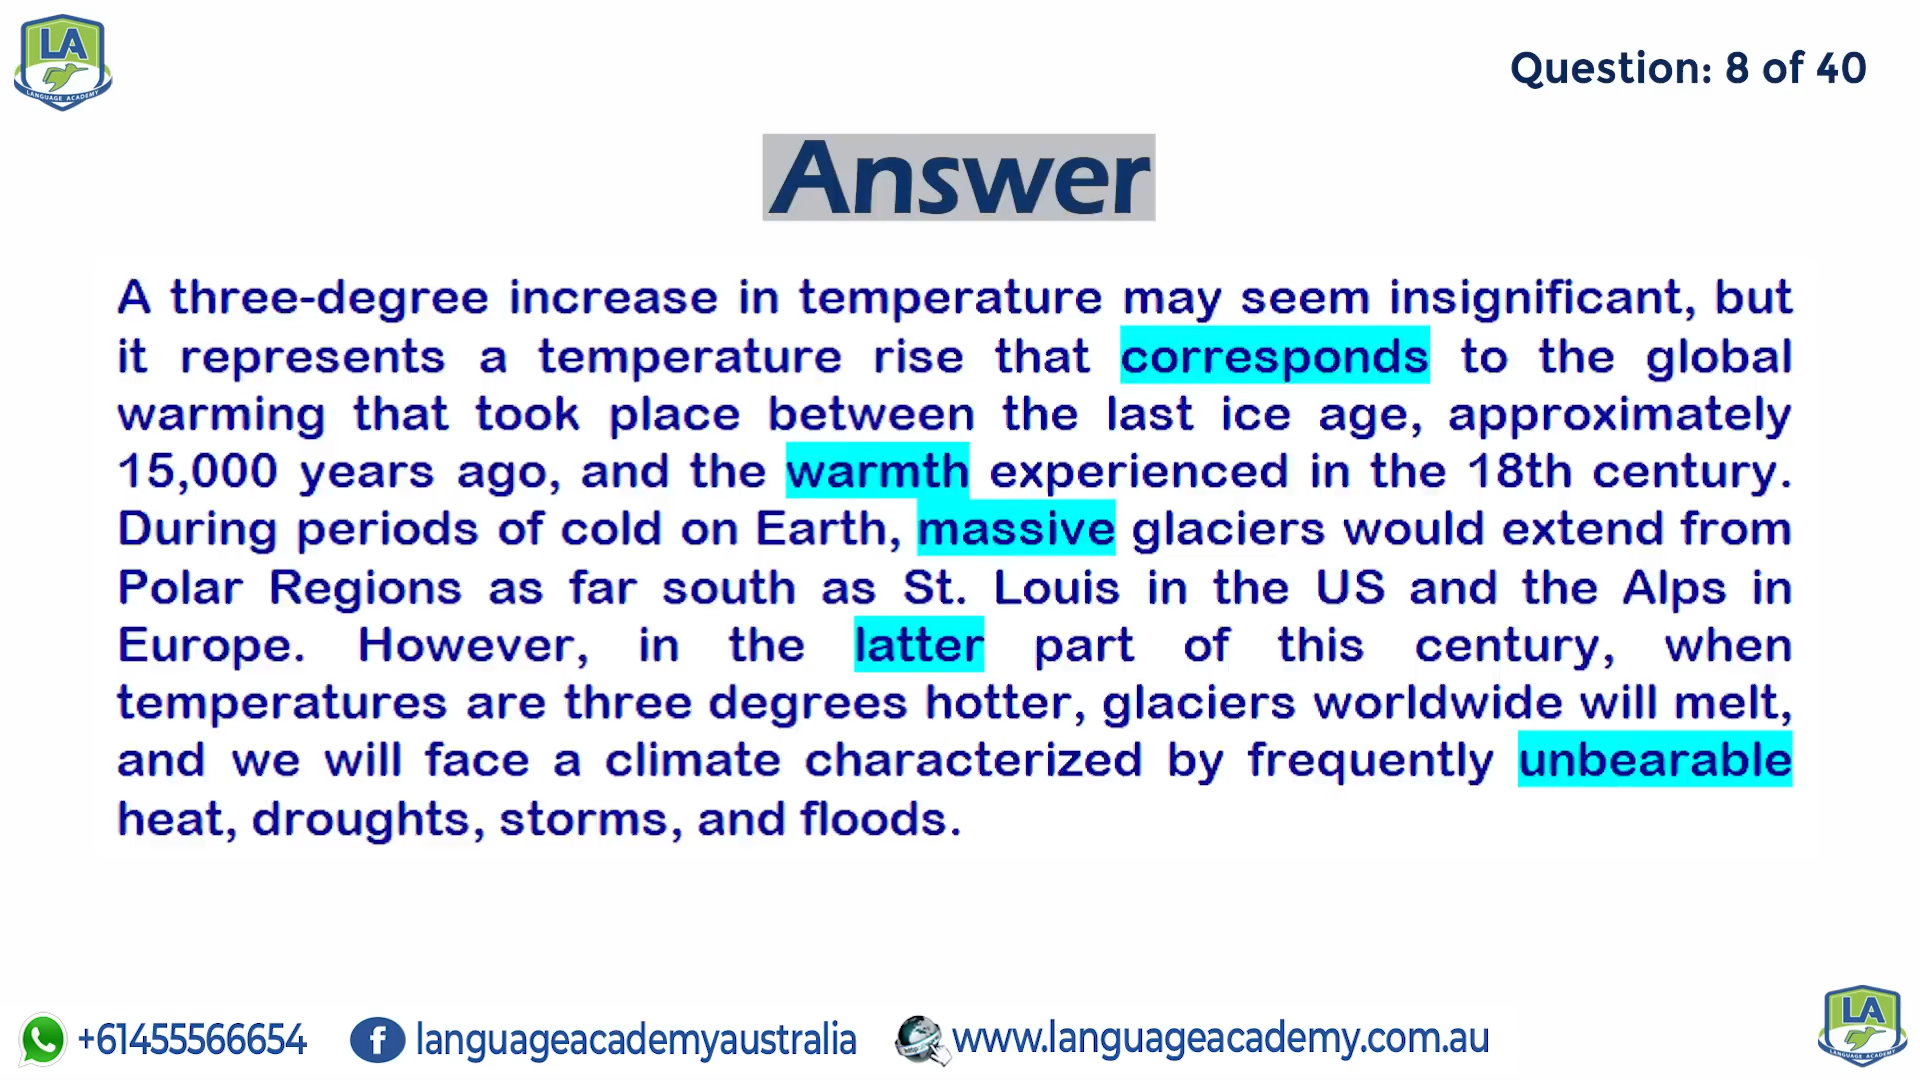 LA
LANGUAGE ACADEMY
Question: 8 of 40
Answer
A three-degree increase in temperature may seem insignificant, but
it represents a temperature rise that corresponds to the global
warming that took place between the last ice age, approximately
15,000 years ago, and the warmth experienced in the 18th century.
During periods of cold on Earth, massive glaciers would extend from
Polar Regions as far south as St. Louis in the US and the Alps in
Europe. However, in the latter part of this century, when
temperatures are three degrees hotter, glaciers worldwide will melt,
and we will face a climate characterized by frequently unbearable
heat, droughts, storms, and floods.
+61455566654
f languageacademyaustralia
www.languageacademy.com.au
LA
LANGUAGE ACADEMY